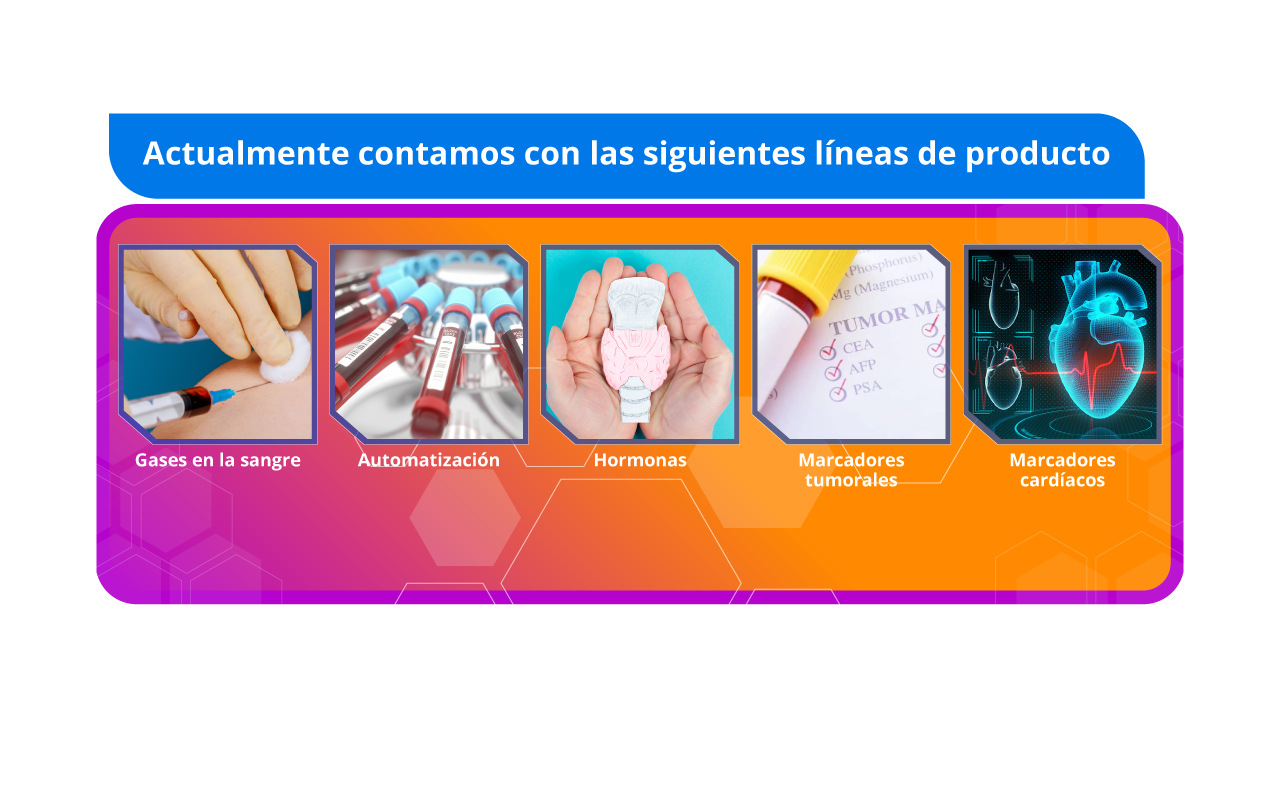 Actualmente contamos con las siguientes líneas de producto
(Phosphorus)
Mg (Magnesium)
TUMOR MA
CEA
AFP
PSA
Gases en la sangre
Automatización
Hormonas
Marcadores
tumorales
Marcadores
cardíacos